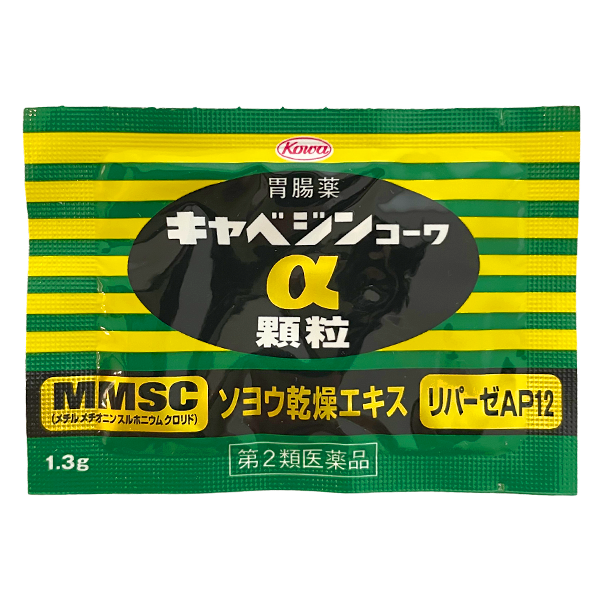 Kowa
胃腸薬
キャベジンコーワ
α
顆粒
MMSC ソヨウ乾燥エキス リパーゼAP12
(メチルメチオニンスルホニウムクロリド)
1.3g 第2類医薬品